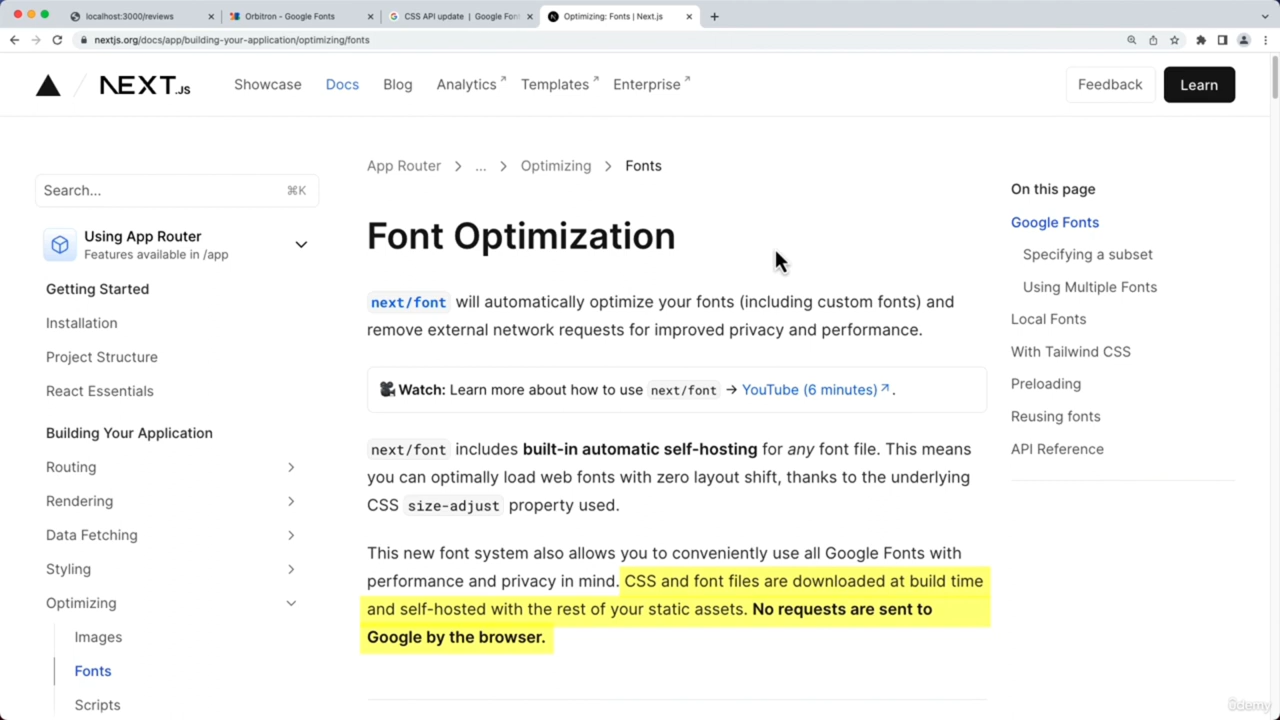 localhost:3000/reviews
Orbitron - Google Fonts
CSS API update | Google Fon
Optimizing: Fonts | Next.js
nextjs.org/docs/app/building-your-application/optimizing/fonts
NEXT.JS
Showcase
Docs
Blog
Analytics ↗
Templates ↗
Enterprise ↗
Feedback
Learn
Search...
⌘K
Using App Router
Features available in /app
Getting Started
Installation
Project Structure
React Essentials
Building Your Application
Routing
Rendering
Data Fetching
Styling
Optimizing
Images
Fonts
Scripts
App Router > ... > Optimizing > Fonts
Font Optimization
next/font will automatically optimize your fonts (including custom fonts) and
remove external network requests for improved privacy and performance.
🎥 Watch: Learn more about how to use next/font → YouTube (6 minutes) ↗.
next/font includes built-in automatic self-hosting for any font file. This means
you can optimally load web fonts with zero layout shift, thanks to the underlying
CSS size-adjust property used.
This new font system also allows you to conveniently use all Google Fonts with
performance and privacy in mind. CSS and font files are downloaded at build time
and self-hosted with the rest of your static assets. No requests are sent to
Google by the browser.
On this page
Google Fonts
Specifying a subset
Using Multiple Fonts
Local Fonts
With Tailwind CSS
Preloading
Reusing fonts
API Reference
ûdemy